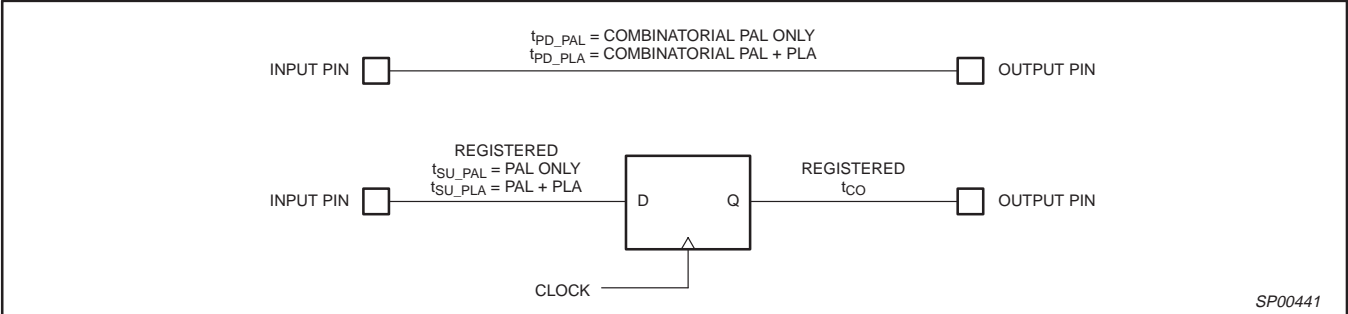 tPD_PAL = COMBINATORIAL PAL ONLY
tPD_PLA = COMBINATORIAL PAL + PLA
INPUT PIN
OUTPUT PIN
REGISTERED
tSU_PAL = PAL ONLY
tSU_PLA = PAL + PLA
REGISTERED
tCO
INPUT PIN
D
Q
OUTPUT PIN
CLOCK
SP00441